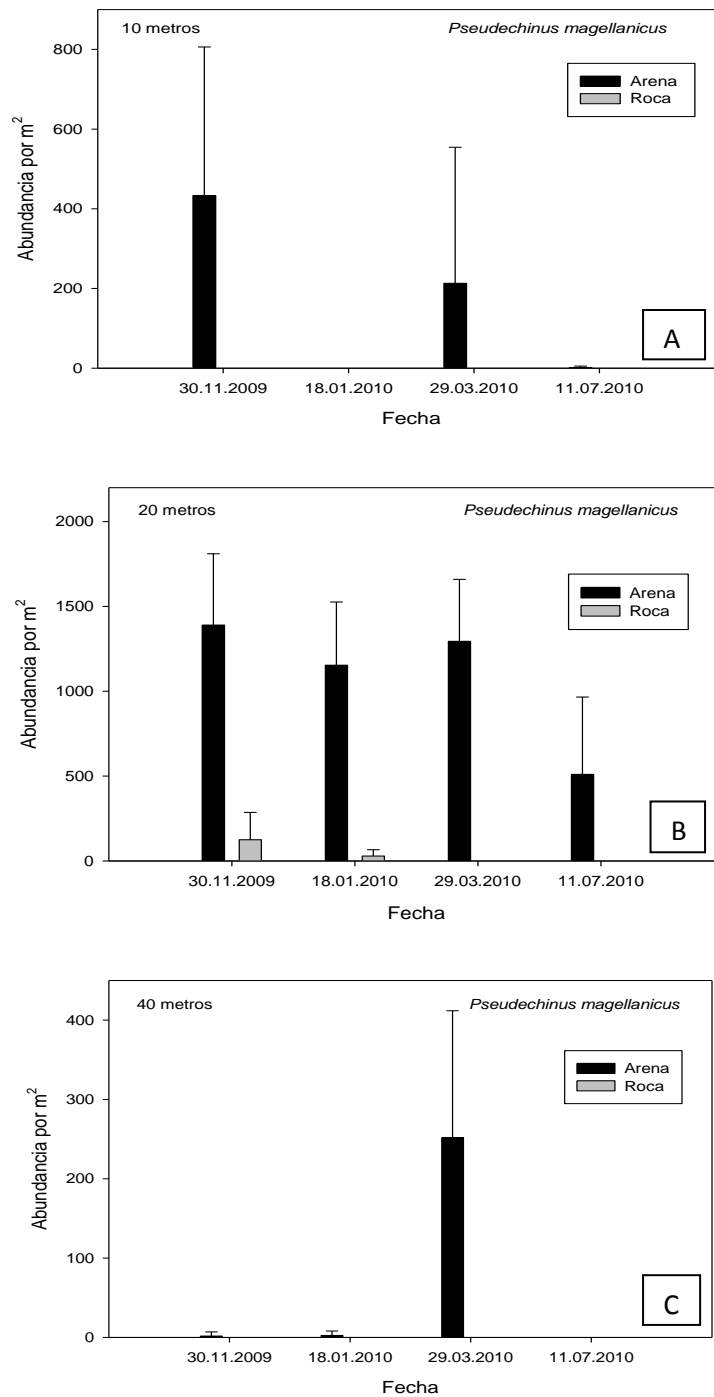 10 metros
Pseudechinus magellanicus
Arena
Roca
800
600
400
200
0
Abundancia por m²
30.11.2009
18.01.2010
29.03.2010
11.07.2010
Fecha
A
20 metros
Pseudechinus magellanicus
Arena
Roca
2000
1500
1000
500
0
Abundancia por m²
30.11.2009
18.01.2010
29.03.2010
11.07.2010
Fecha
B
40 metros
Pseudechinus magellanicus
Arena
Roca
400
300
200
100
0
Abundancia por m²
30.11.2009
18.01.2010
29.03.2010
11.07.2010
Fecha
C